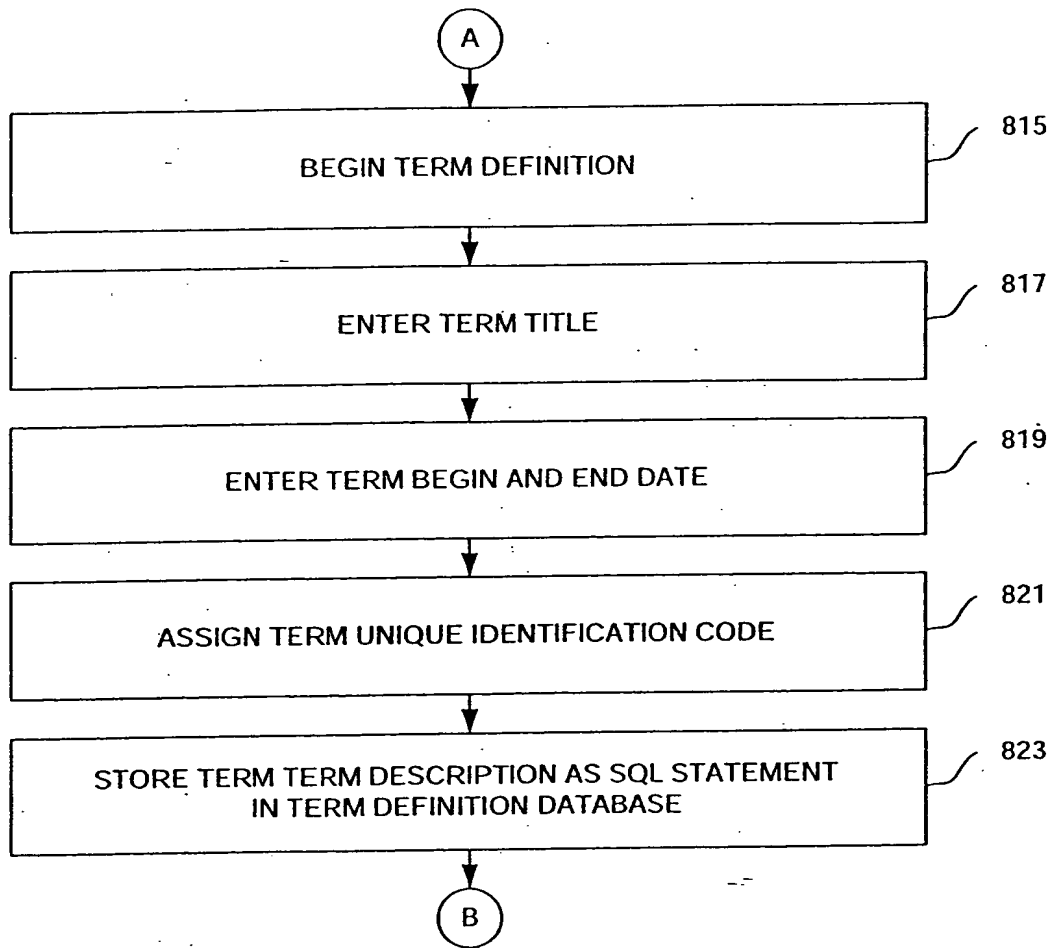 A
BEGIN TERM DEFINITION
815
ENTER TERM TITLE
817
ENTER TERM BEGIN AND END DATE
819
ASSIGN TERM UNIQUE IDENTIFICATION CODE
821
STORE TERM TERM DESCRIPTION AS SQL STATEMENT
IN TERM DEFINITION DATABASE
823
B